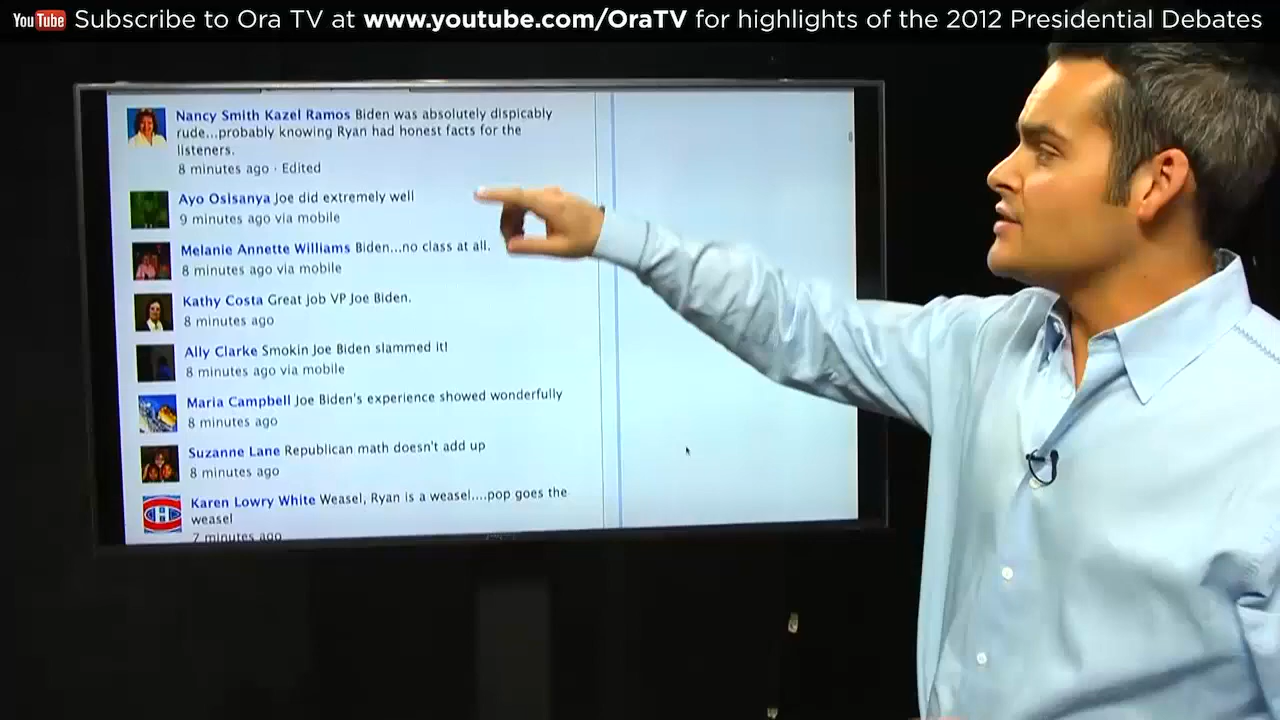 YouTube Subscribe to Ora TV at www.youtube.com/OraTV for highlights of the 2012 Presidential Debates
Nancy Smith Kazel Ramos Biden was absolutely dispicably
rude...probably knowing Ryan had honest facts for the
listeners.
8 minutes ago · Edited
Ayo Osisanya Joe did extremely well
9 minutes ago via mobile
Melanie Annette Williams Biden...no class at all.
8 minutes ago via mobile
Kathy Costa Great job VP Joe Biden.
8 minutes ago
Ally Clarke Smokin Joe Biden slammed it!
8 minutes ago via mobile
Maria Campbell Joe Biden's experience showed wonderfully
8 minutes ago
Suzanne Lane Republican math doesn't add up
8 minutes ago
Karen Lowry White Weasel, Ryan is a weasel....pop goes the
weasel
7 minutes ago